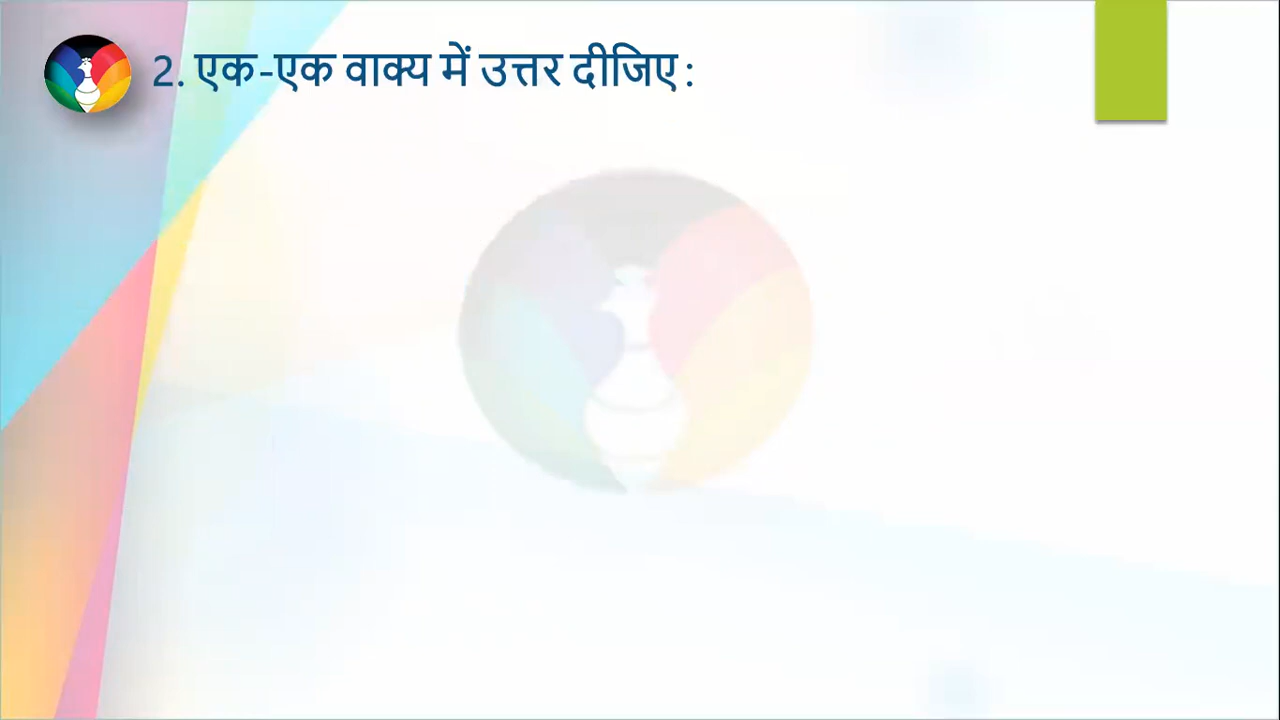 2. एक-एक वाक्य में उत्तर दीजिए :